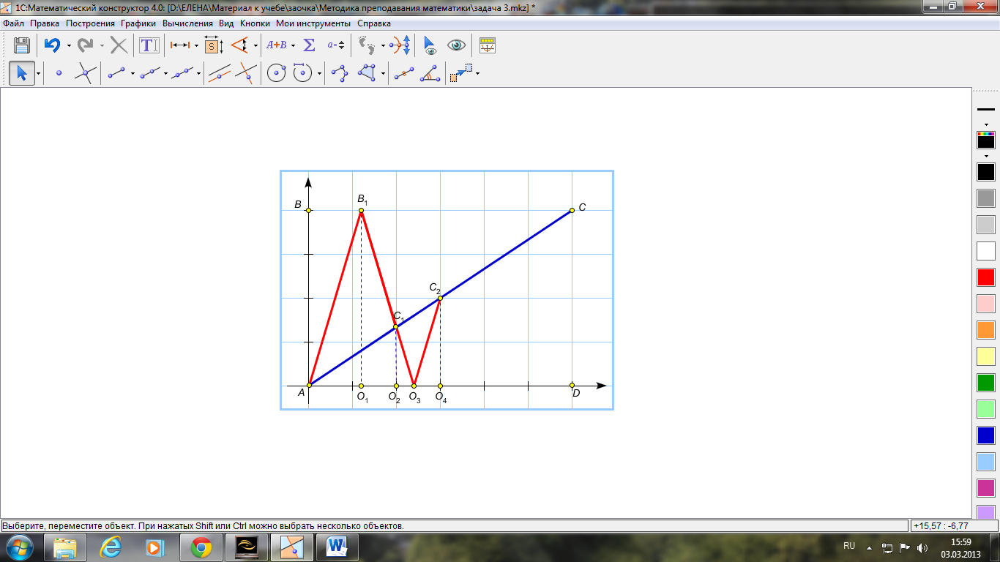 1С:Математический конструктор 4.0: [D:\ЕЛЕНА\Материал к учебе\заочка\Методика преподавания математики\задача 3.mkz] *
Файл Правка Построения Графики Вычисления Вид Кнопки Мои инструменты Справка
T S A+B Σ a=
B B1 C
C2
C1
A O1 O2 O3 O4 D
Выберите, переместите объект. При нажатых Shift или Ctrl можно выбрать несколько объектов. +15,57 : -6,77
RU 15:59
03.03.2013